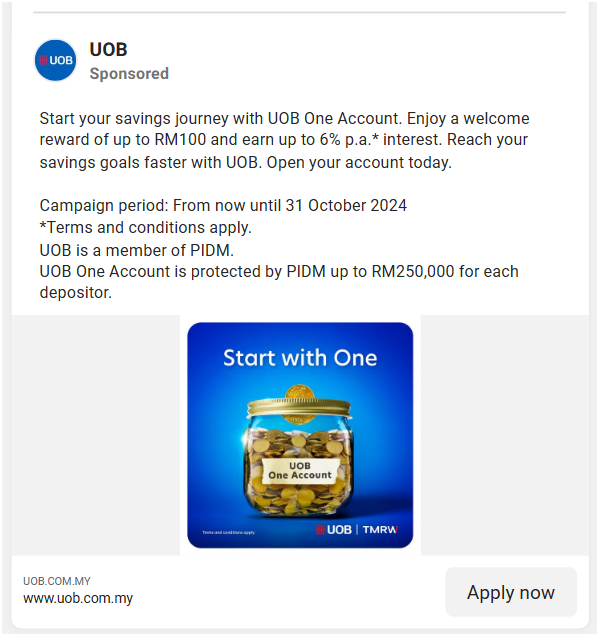 UOB
UOB
Sponsored
Start your savings journey with UOB One Account. Enjoy a welcome
reward of up to RM100 and earn up to 6% p.a.* interest. Reach your
savings goals faster with UOB. Open your account today.
Campaign period: From now until 31 October 2024
*Terms and conditions apply.
UOB is a member of PIDM.
UOB One Account is protected by PIDM up to RM250,000 for each
depositor.
Start with One
UOB
One Account
Terms and conditions apply.
UOB | TMRW
UOB.COM.MY
www.uob.com.my
Apply now